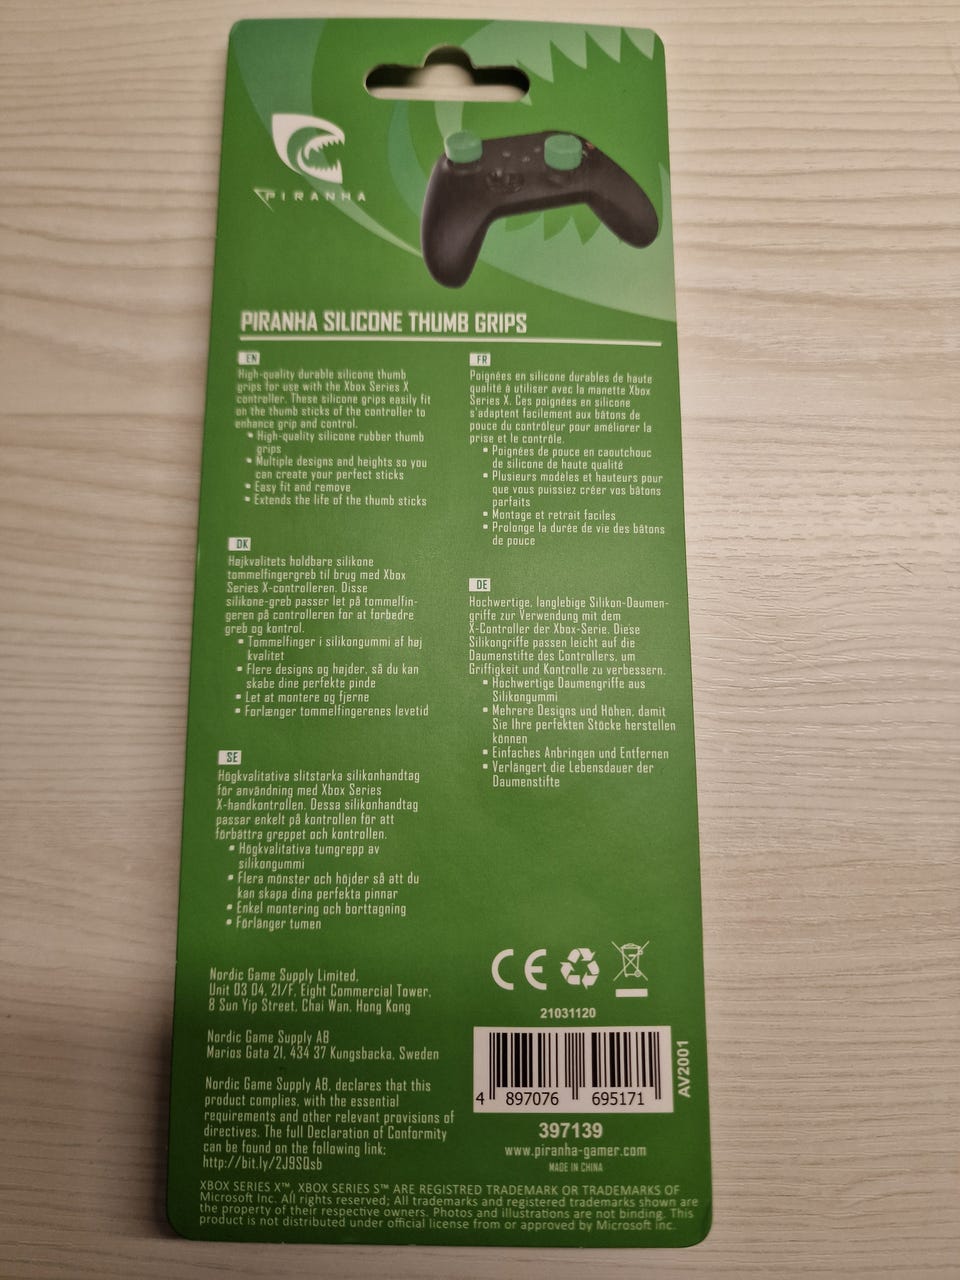 PIRANHA
PIRANHA SILICONE THUMB GRIPS
EN
High-quality durable silicone thumb
grips for use with the Xbox Series X
controller. These silicone grips easily fit
on the thumb sticks of the controller to
enhance grip and control.
• High-quality silicone rubber thumb
grips
• Multiple designs and heights so you
can create your perfect sticks
• Easy fit and remove
• Extends the life of the thumb sticks
DK
Højkvalitets holdbare silikone
tommelfingergreb til brug med Xbox
Series X-controlleren. Disse
silikone-greb passer let på tommelfin-
geren på controlleren for at forbedre
greb og kontrol.
• Tommelfinger i silikongummi af høj
kvalitet
• Flere designs og højder, så du kan
skabe dine perfekte pinde
• Let at montere og fjerne
• Forlænger tommelfingerenes levetid
SE
Högkvalitativa slitstarka silikonhandtag
för användning med Xbox Series
X-handkontrollen. Dessa silikonhandtag
passar enkelt på kontrollen för att
förbättra greppet och kontrollen.
• Högkvalitativa tumgrepp av
silikongummi
• Flera mönster och höjder så att du
kan skapa dina perfekta pinnar
• Enkel montering och borttagning
• Förlänger tumen
FR
Poignées en silicone durables de haute
qualité à utiliser avec la manette Xbox
Series X. Ces poignées en silicone
s'adaptent facilement aux bâtons de
pouce du contrôleur pour améliorer la
prise et le contrôle.
• Poignées de pouce en caoutchouc
de silicone de haute qualité
• Plusieurs modèles et hauteurs pour
que vous puissiez créer vos bâtons
parfaits
• Montage et retrait faciles
• Prolonge la durée de vie des bâtons
de pouce
DE
Hochwertige, langlebige Silikon-Daumen-
griffe zur Verwendung mit dem
X-Controller der Xbox-Serie. Diese
Silikongriffe passen leicht auf die
Daumenstifte des Controllers, um
Griffigkeit und Kontrolle zu verbessern.
• Hochwertige Daumengriffe aus
Silikongummi
• Mehrere Designs und Höhen, damit
Sie Ihre perfekten Stöcke herstellen
können
• Einfaches Anbringen und Entfernen
• Verlängert die Lebensdauer der
Daumenstifte
Nordic Game Supply Limited,
Unit 03 04, 21/F, Eight Commercial Tower,
8 Sun Yip Street, Chai Wan, Hong Kong
Nordic Game Supply AB
Marios Gata 21, 434 37 Kungsbacka, Sweden
Nordic Game Supply AB, declares that this
product complies, with the essential
requirements and other relevant provisions of
directives. The full Declaration of Conformity
can be found on the following link:
http://bit.ly/2J9SQsb
CE
21031120
4 897076 695171
AV2001
397139
www.piranha-gamer.com
MADE IN CHINA
XBOX SERIES X™, XBOX SERIES S™ ARE REGISTRED TRADEMARK OR TRADEMARKS OF
Microsoft Inc. All rights reserved; All trademarks and registered trademarks shown are
the property of their respective owners. Photos and illustrations are not binding. This
product is not distributed under official license from or approved by Microsoft Inc.